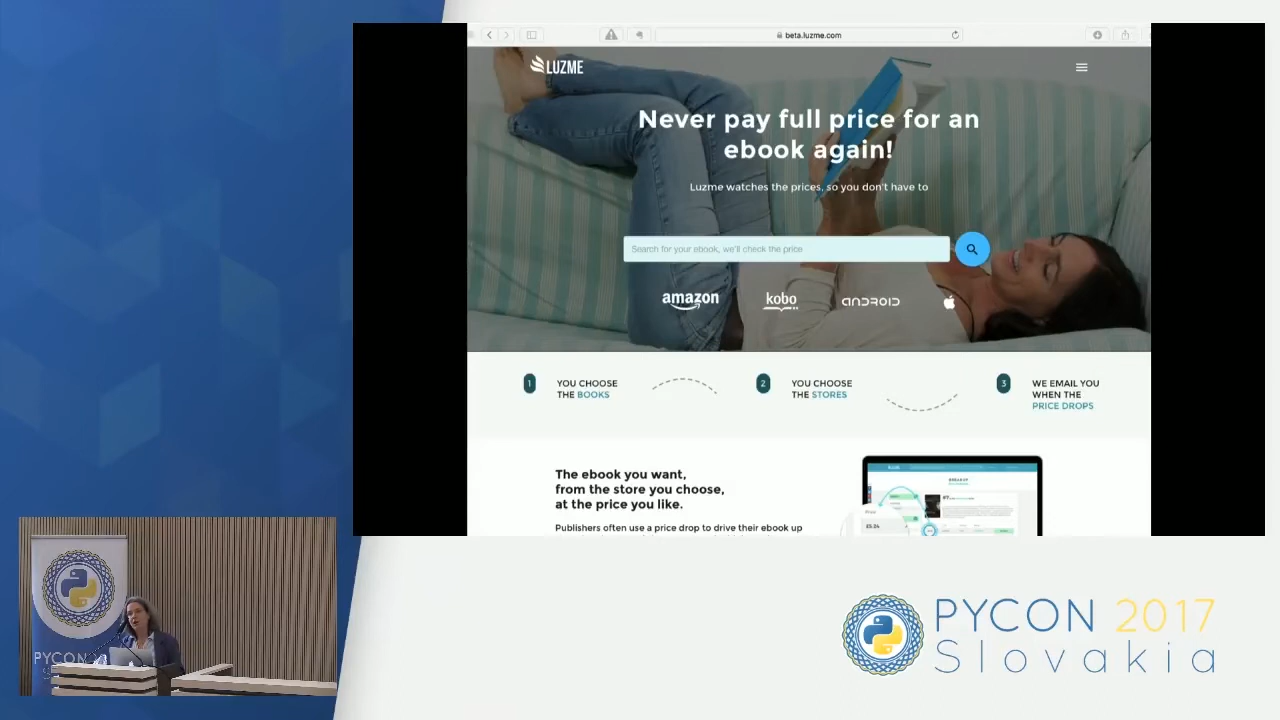 beta.luzme.com
LUZME
Never pay full price for an
ebook again!
Luzme watches the prices, so you don't have to
Search for your ebook, we'll check the price
amazon
kobo
ANDROID
1
YOU CHOOSE
THE BOOKS
2
YOU CHOOSE
THE STORES
3
WE EMAIL YOU
WHEN THE
PRICE DROPS
The ebook you want,
from the store you choose,
at the price you like.
Publishers often use a price drop to drive their ebook up
£5.24
PYCON
PYCON 2017
Slovakia